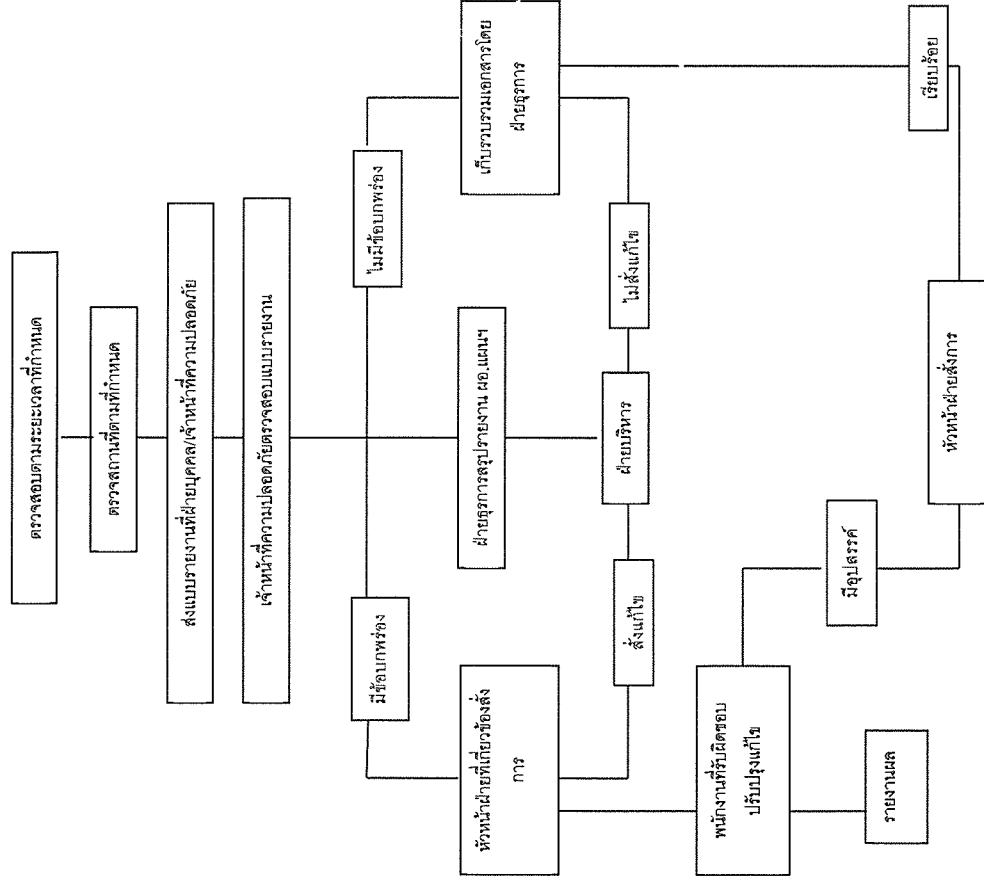 ตรวจสอบตามระยะเวลาที่กำหนด
ตรวจสถานที่ตามที่กำหนด
ส่งแบบรายงานที่ฝ่ายบุคคล/เจ้าหน้าที่ความปลอดภัย
เจ้าหน้าที่ความปลอดภัยตรวจสอบแบบรายงาน
มีข้อบกพร่อง
ไม่มีข้อบกพร่อง
หัวหน้าฝ่ายที่เกี่ยวข้องสั่ง
การ
ฝ่ายธุรการสรุปรายงาน ผอ.แผนฯ
เก็บรวบรวมเอกสารโดย
ฝ่ายธุรการ
สั่งแก้ไข
ฝ่ายบริหาร
ไม่สั่งแก้ไข
พนักงานที่รับผิดชอบ
ปรับปรุงแก้ไข
มีอุปสรรค์
รายงานผล
หัวหน้าฝ่ายสั่งการ
เรียบร้อย